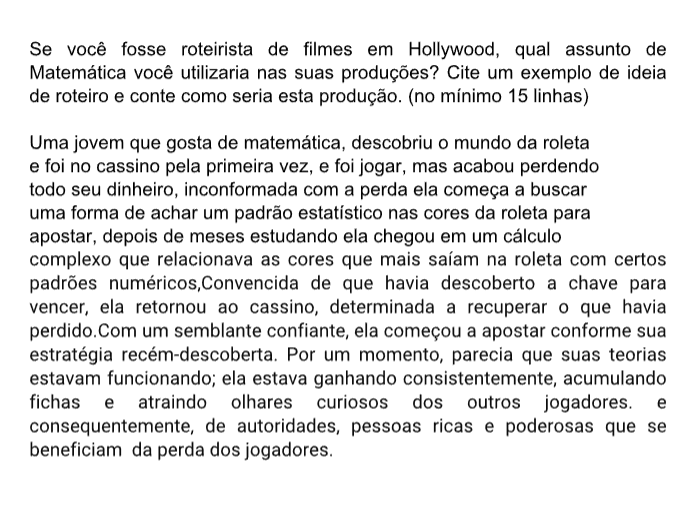 Se você fosse roteirista de filmes em Hollywood, qual assunto de
Matemática você utilizaria nas suas produções? Cite um exemplo de ideia
de roteiro e conte como seria esta produção. (no mínimo 15 linhas)

Uma jovem que gosta de matemática, descobriu o mundo da roleta
e foi no cassino pela primeira vez, e foi jogar, mas acabou perdendo
todo seu dinheiro, inconformada com a perda ela começa a buscar
uma forma de achar um padrão estatístico nas cores da roleta para
apostar, depois de meses estudando ela chegou em um cálculo
complexo que relacionava as cores que mais saíam na roleta com certos
padrões numéricos,Convencida de que havia descoberto a chave para
vencer, ela retornou ao cassino, determinada a recuperar o que havia
perdido.Com um semblante confiante, ela começou a apostar conforme sua
estratégia recém-descoberta. Por um momento, parecia que suas teorias
estavam funcionando; ela estava ganhando consistentemente, acumulando
fichas e atraindo olhares curiosos dos outros jogadores. e
consequentemente, de autoridades, pessoas ricas e poderosas que se
beneficiam da perda dos jogadores.